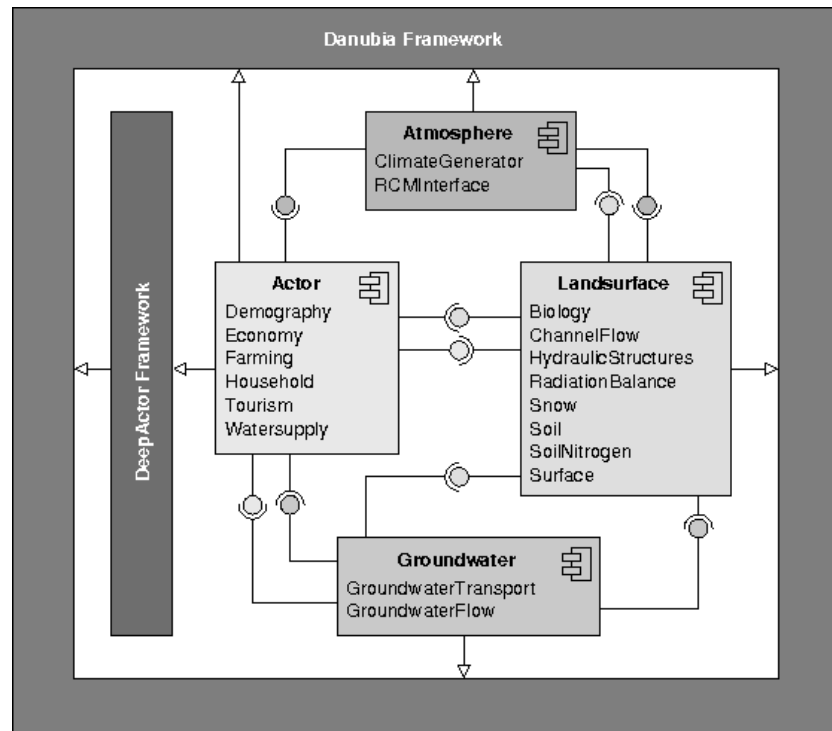 Danubia Framework
Atmosphere
ClimateGenerator
RCMInterface
DeepActor Framework
Actor
Demography
Economy
Farming
Household
Tourism
Watersupply
Landsurface
Biology
ChannelFlow
HydraulicStructures
RadiationBalance
Snow
Soil
SoilNitrogen
Surface
Groundwater
GroundwaterTransport
GroundwaterFlow